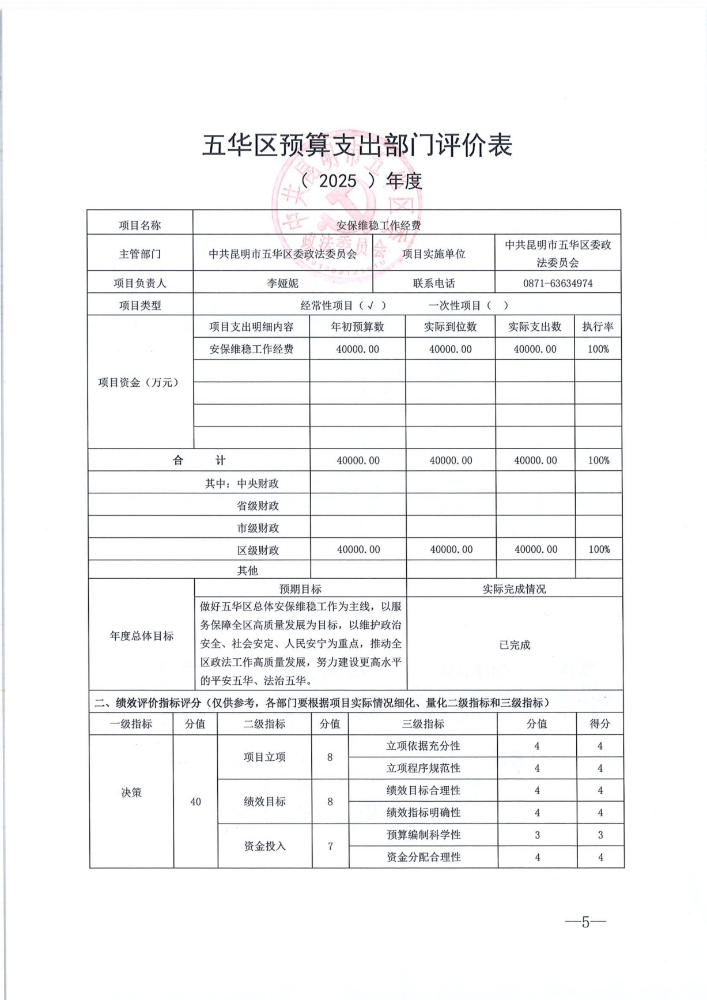 五华区预算支出部门评价表
（ 2025 ）年度
中共昆明市五华区委
政法委员会
项目名称 安保维稳工作经费
主管部门 中共昆明市五华区委政法委员会 项目实施单位 中共昆明市五华区委政
法委员会
项目负责人 李娅妮 联系电话 0871-63634974
项目类型 经常性项目（√ ） 一次性项目（ ）
项目资金（万元） 项目支出明细内容 年初预算数 实际到位数 实际支出数 执行率
安保维稳工作经费 40000.00 40000.00 40000.00 100%
合 计 40000.00 40000.00 40000.00 100%
其中：中央财政
省级财政
市级财政
区级财政 40000.00 40000.00 40000.00 100%
其他
年度总体目标 预期目标 实际完成情况
做好五华区总体安保维稳工作为主线，以服
务保障全区高质量发展为目标，以维护政治
安全、社会安定、人民安宁为重点，推动全
区政法工作高质量发展，努力建设更高水平
的平安五华、法治五华。
已完成
二、绩效评价指标评分（仅供参考，各部门要根据项目实际情况细化、量化二级指标和三级指标）
一级指标 分值 二级指标 分值 三级指标 分值 得分
决策 40 项目立项 8 立项依据充分性 4 4
立项程序规范性 4 4
绩效目标 8 绩效目标合理性 4 4
绩效指标明确性 4 4
资金投入 7 预算编制科学性 3 3
资金分配合理性 4 4
—5—